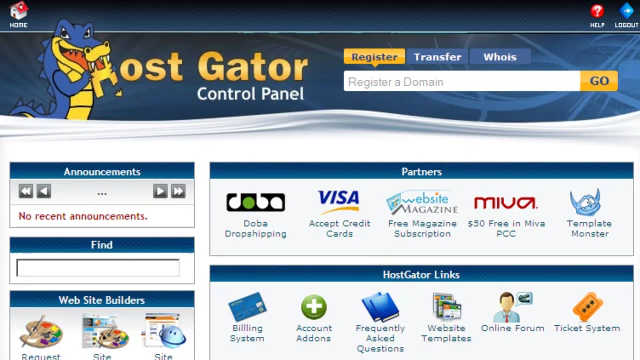 HOME
HELP
LOGOUT
Host Gator
Control Panel
Register
Transfer
Whois
Register a Domain
GO
Announcements
...
No recent announcements.
Find
Web Site Builders
Request
Site
Site
Partners
doba
VISA
website
MAGAZINE
MIVA
Doba
Dropshipping
Accept Credit
Cards
Free Magazine
Subscription
$50 Free in Miva
PCC
Template
Monster
HostGator Links
Billling
System
Account
Addons
Frequently
Asked
Questions
Website
Templates
Online Forum
Ticket System